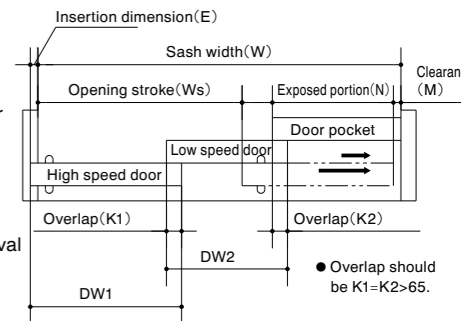 Insertion dimension(E)
Sash width(W)
Opening stroke(Ws)
Exposed portion(N)
Clearan
(M)
Door pocket
Low speed door
High speed door
Overlap(K1)
Overlap(K2)
val
DW2
DW1
● Overlap should
be K1=K2>65.